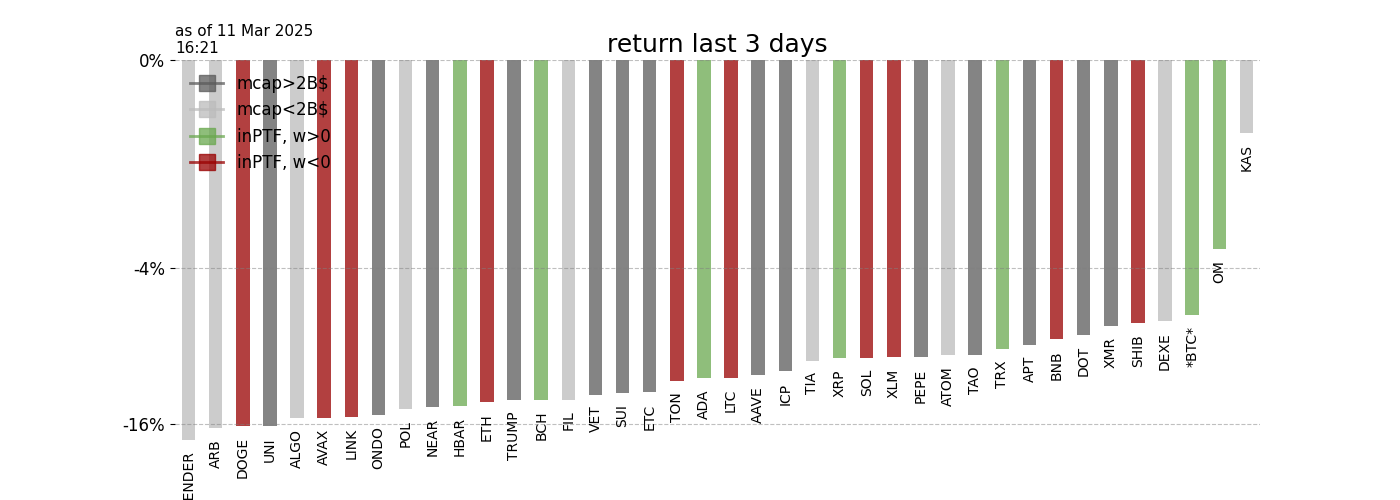 as of 11 Mar 2025
16:21
return last 3 days
0%
-4%
-16%
mcap>2B$
mcap<2B$
inPTF, w>0
inPTF, w<0
ENDER
ARB
DOGE
UNI
ALGO
AVAX
LINK
ONDO
POL
NEAR
HBAR
ETH
TRUMP
BCH
FIL
VET
SUI
ETC
TON
ADA
LTC
AAVE
ICP
TIA
XRP
SOL
XLM
PEPE
ATOM
TAO
TRX
APT
BNB
DOT
XMR
SHIB
DEXE
*BTC*
OM
KAS